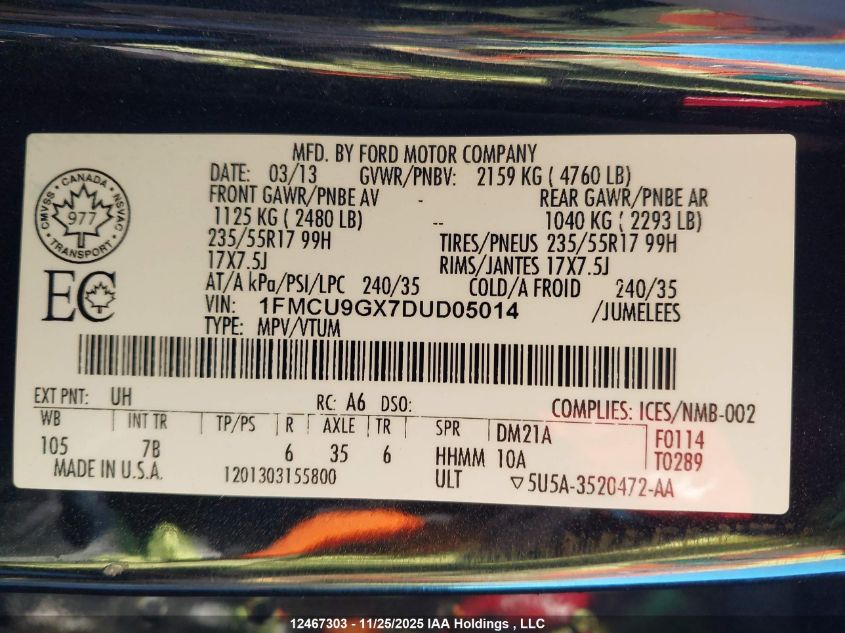 MFD. BY FORD MOTOR COMPANY
DATE: 03/13 GVWR/PNBV: 2159 KG ( 4760 LB)
FRONT GAWR/PNBE AV - REAR GAWR/PNBE AR
1125 KG ( 2480 LB) -- 1040 KG ( 2293 LB)
235/55R17 99H TIRES/PNEUS 235/55R17 99H
17X7.5J RIMS/JANTES 17X7.5J
AT/A kPa/PSI/LPC 240/35 COLD/A FROID 240/35
VIN: 1FMCU9GX7DUD05014 /JUMELEES
TYPE: MPV/VTUM
CANADA
CMVSS NSVAC
977
TRANSPORT
EC
EXT PNT: UH RC: A6 DSO: COMPLIES: ICES/NMB-002
WB INT TR TP/PS R AXLE TR SPR DM21A F0114
105 7B 6 35 6 HHMM 10A T0289
MADE IN U.S.A. 1201303155800 ULT ▽5U5A-3520472-AA
12467303 - 11/25/2025 IAA Holdings , LLC